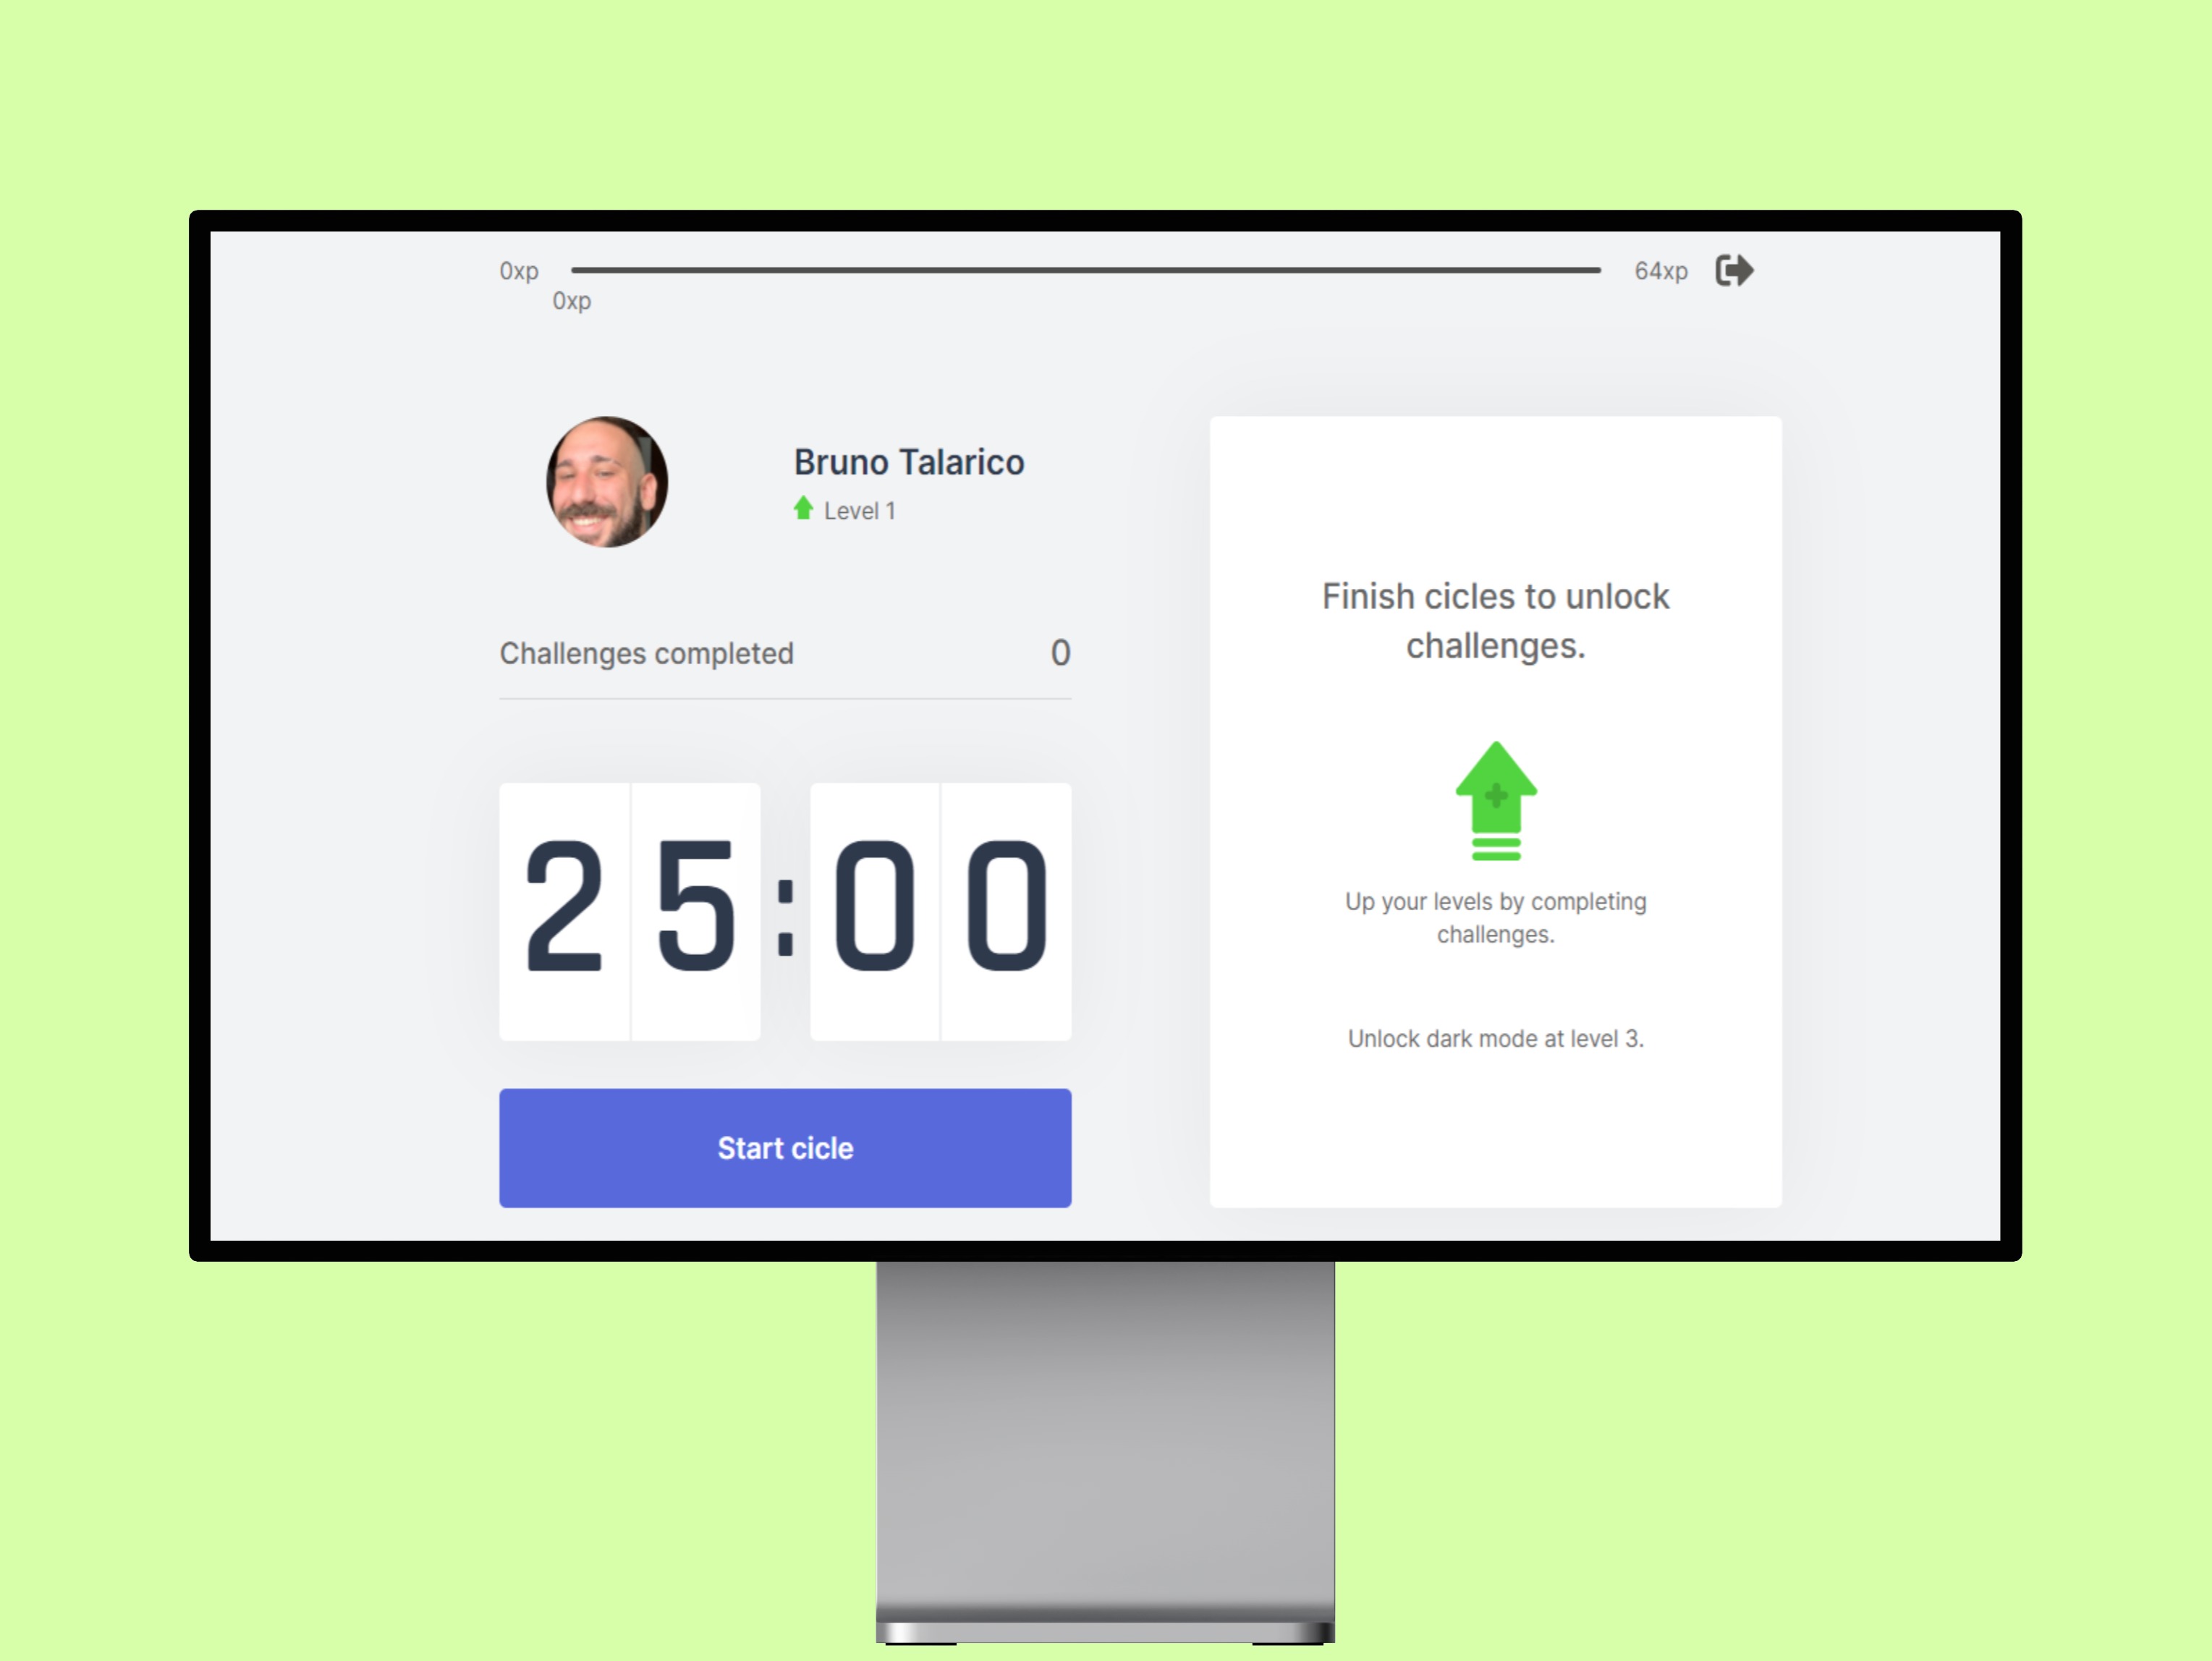 0xp
64xp
0xp
Bruno Talarico
Level 1
Challenges completed
0
25:00
Start cicle
Finish cicles to unlock
challenges.
Up your levels by completing
challenges.
Unlock dark mode at level 3.